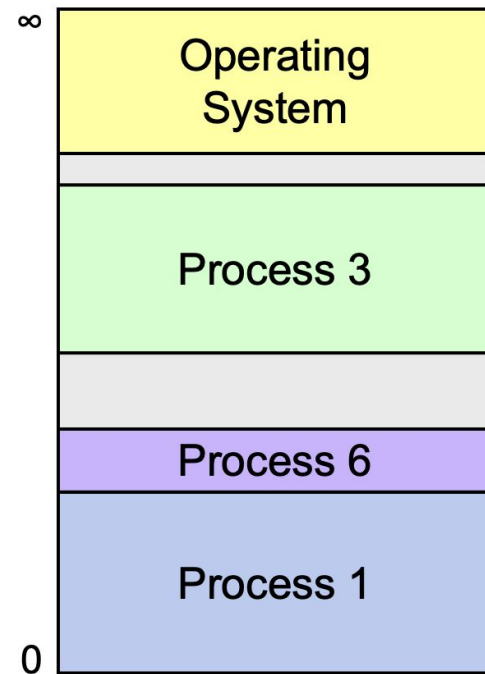 ∞
Operating
System
Process 3
Process 6
Process 1
0